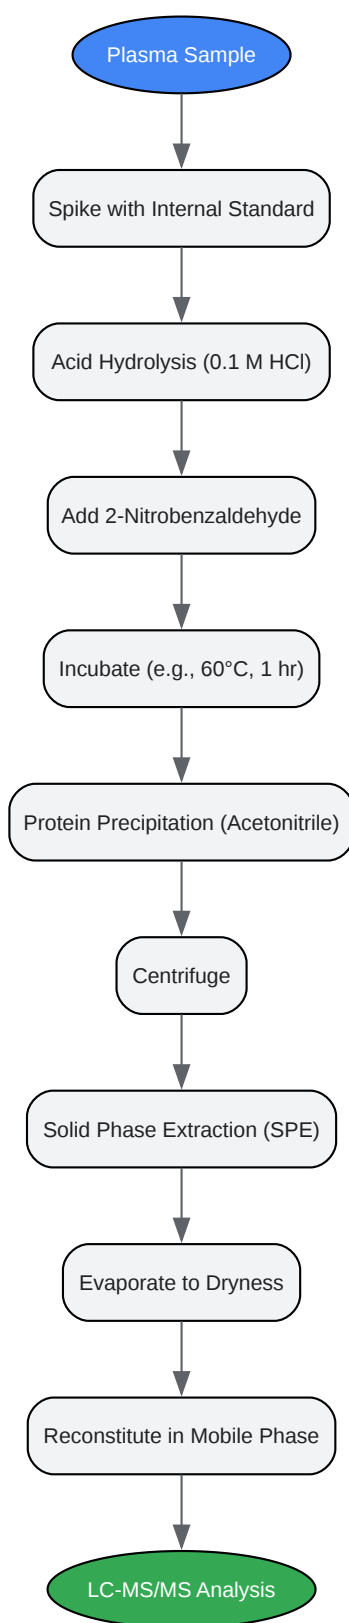 Plasma Sample
Spike with Internal Standard
Acid Hydrolysis (0.1 M HCl)
Add 2-Nitrobenzaldehyde
Incubate (e.g., 60°C, 1 hr)
Protein Precipitation (Acetonitrile)
Centrifuge
Solid Phase Extraction (SPE)
Evaporate to Dryness
Reconstitute in Mobile Phase
LC-MS/MS Analysis